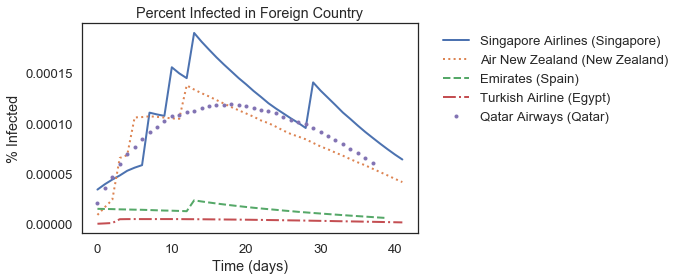 Percent Infected in Foreign Country
% Infected
0.00015
0.00010
0.00005
0.00000
0
10
20
30
40
Time (days)
Singapore Airlines (Singapore)
Air New Zealand (New Zealand)
Emirates (Spain)
Turkish Airline (Egypt)
Qatar Airways (Qatar)